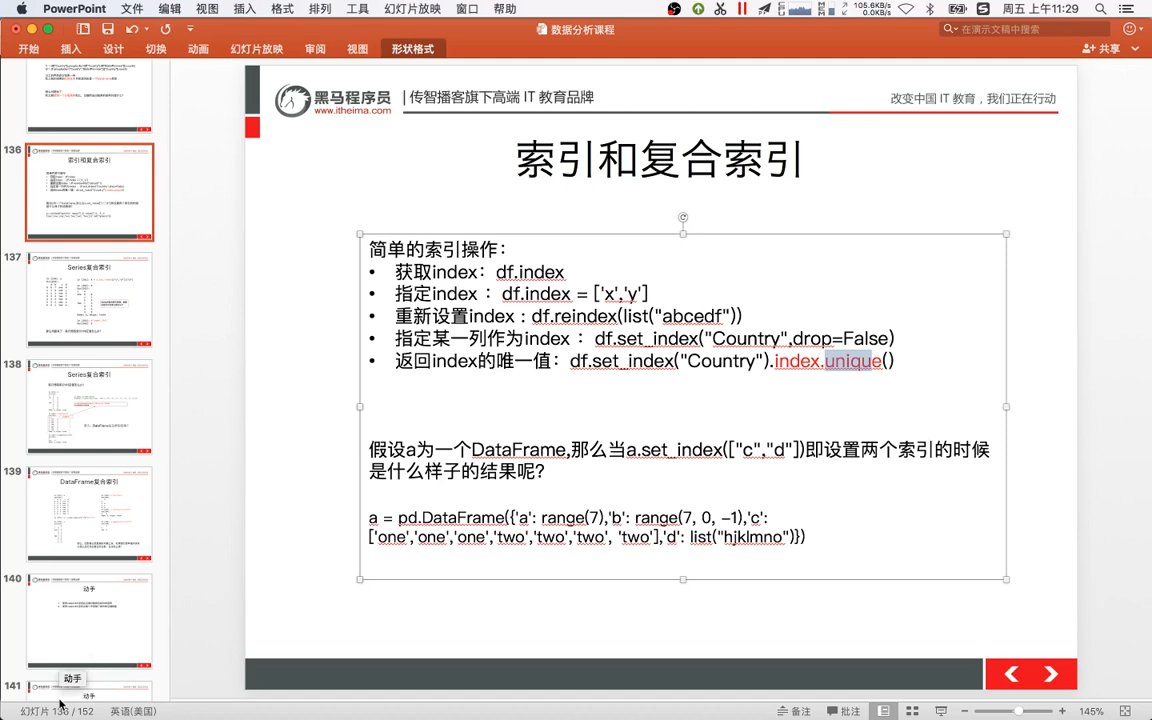 PowerPoint 文件 编辑 视图 插入 格式 排列 工具 幻灯片放映 窗口 帮助 105.6KB/s 0.0KB/s 周五 上午11:29
数据分析课程
在演示文稿中搜索
开始 插入 设计 切换 动画 幻灯片放映 审阅 视图 形状格式 共享
136
索引和复合索引
137
Series复合索引
138
Series复合索引
139
DataFrame复合索引
140
动手
动手
141
动手
黑马程序员
www.itheima.com
传智播客旗下高端 IT 教育品牌
改变中国 IT 教育，我们正在行动
索引和复合索引
简单的索引操作：
• 获取index：df.index
• 指定index ：df.index = ['x','y']
• 重新设置index : df.reindex(list("abcedf"))
• 指定某一列作为index ：df.set_index("Country",drop=False)
• 返回index的唯一值：df.set_index("Country").index.unique()
假设a为一个DataFrame,那么当a.set_index(["c","d"])即设置两个索引的时候
是什么样子的结果呢?
a = pd.DataFrame({'a': range(7),'b': range(7, 0, -1),'c':
['one','one','one','two','two','two', 'two'],'d': list("hjklmno")})
幻灯片 136 / 152 英语(美国) 备注 批注 145%